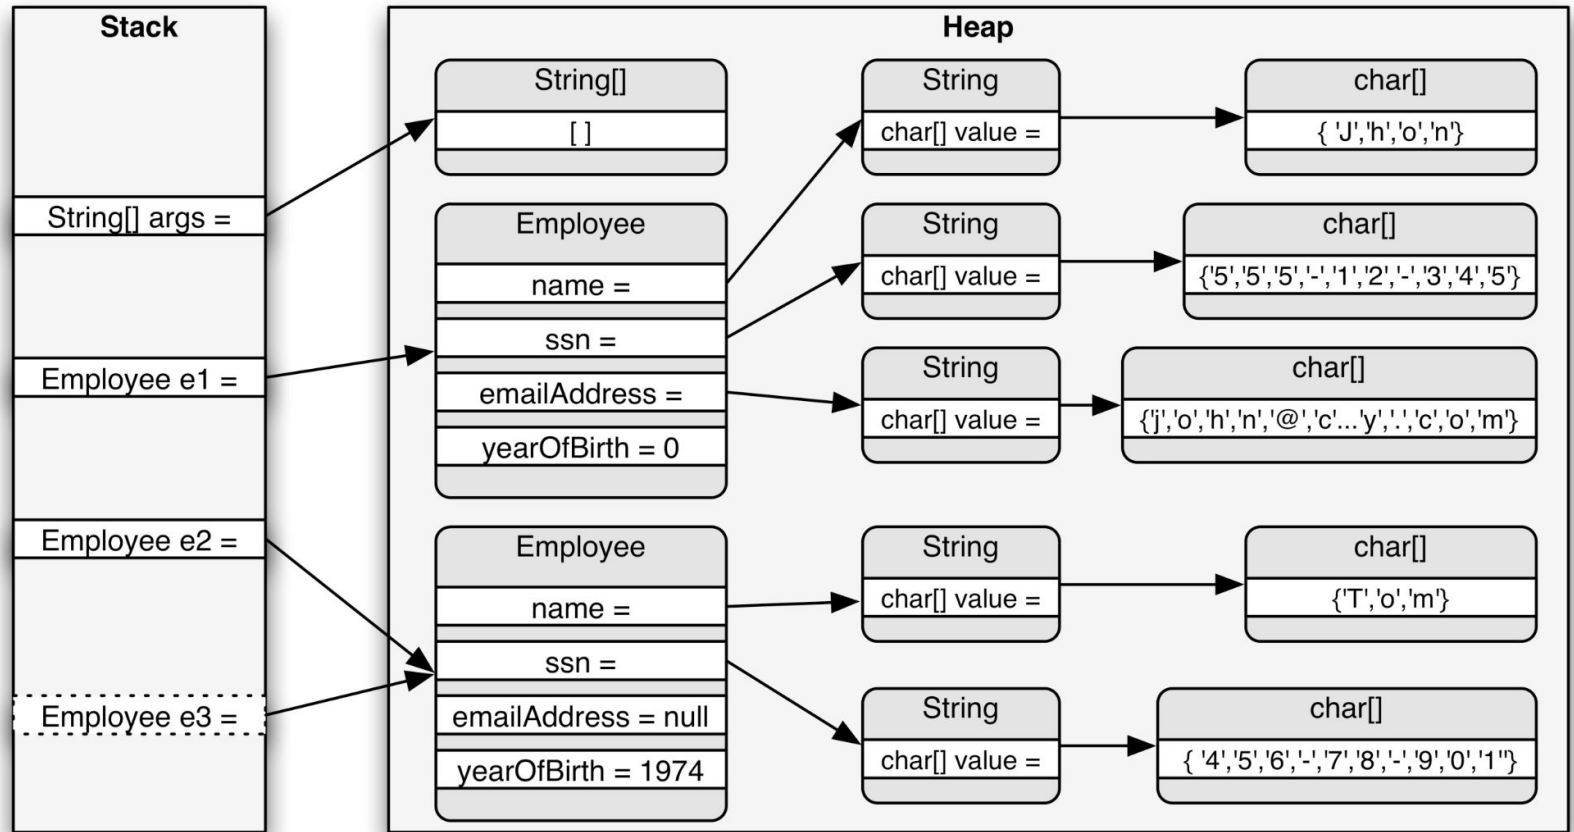 Stack
String[] args =
Employee e1 =
Employee e2 =
Employee e3 =
Heap
String[]
[ ]
Employee
name =
ssn =
emailAddress =
yearOfBirth = 0
Employee
name =
ssn =
emailAddress = null
yearOfBirth = 1974
String
char[] value =
char[]
{ 'J','h','o','n'}
String
char[] value =
char[]
{'5','5','5','-','1','2','-','3','4','5'}
String
char[] value =
char[]
{'j','o','h','n','@','c'...'y','.','c','o','m'}
String
char[] value =
char[]
{'T','o','m'}
String
char[] value =
char[]
{ '4','5','6','-','7','8','-','9','0','1"}